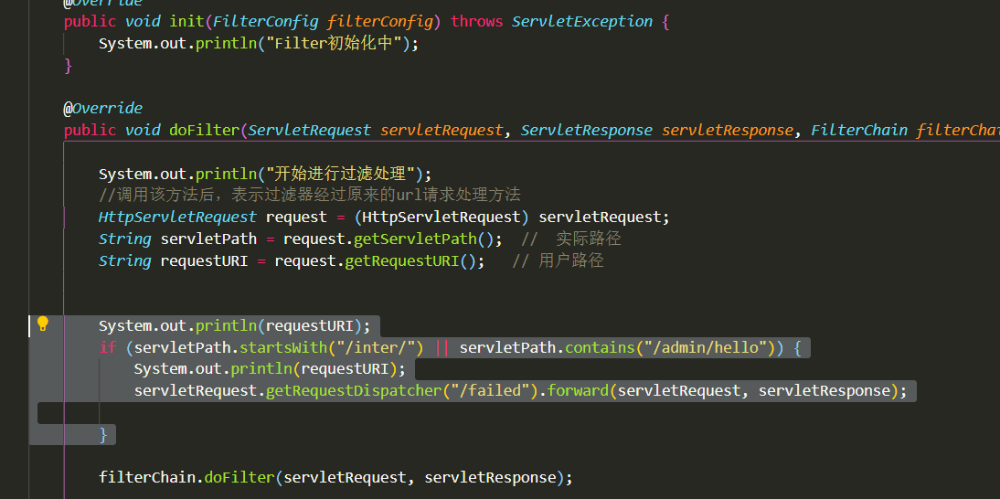 @Override
public void init(FilterConfig filterConfig) throws ServletException {
System.out.println("Filter初始化中");
}
@Override
public void doFilter(ServletRequest servletRequest, ServletResponse servletResponse, FilterChain filterChai
System.out.println("开始进行过滤处理");
//调用该方法后，表示过滤器经过原来的url请求处理方法
HttpServletRequest request = (HttpServletRequest) servletRequest;
String servletPath = request.getServletPath(); // 实际路径
String requestURI = request.getRequestURI(); // 用户路径
System.out.println(requestURI);
if (servletPath.startsWith("/inter/") || servletPath.contains("/admin/hello")) {
System.out.println(requestURI);
servletRequest.getRequestDispatcher("/failed").forward(servletRequest, servletResponse);
}
filterChain.doFilter(servletRequest, servletResponse);